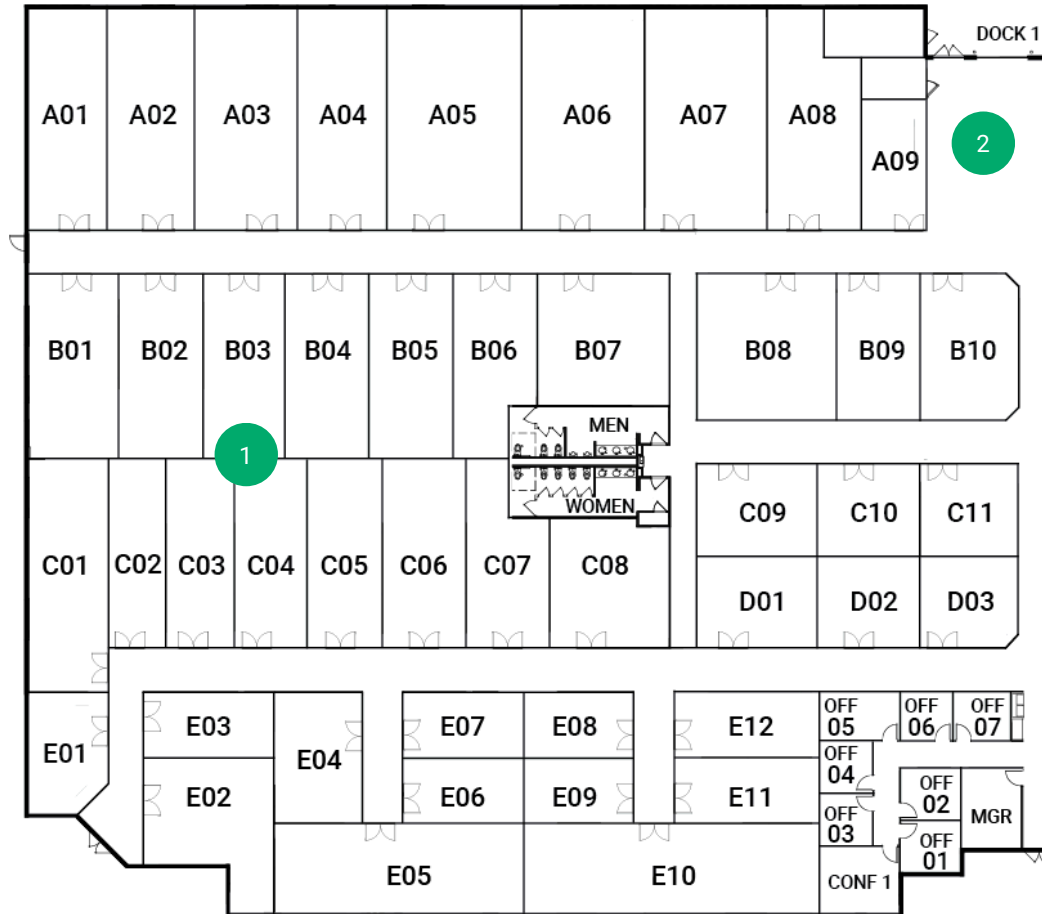 DOCK 1
A01 A02 A03 A04 A05 A06 A07 A08
2
A09
B01 B02 B03 B04 B05 B06 B07 B08 B09 B10
MEN
1
WOMEN
C09 C10 C11
C01 C02 C03 C04 C05 C06 C07 C08
D01 D02 D03
E03 E07 E08 E12
OFF
05
OFF
06
OFF
07
E01 E04
OFF
04
E02 E06 E09 E11
OFF
02
OFF
03
MGR
OFF
01
E05 E10
CONF 1